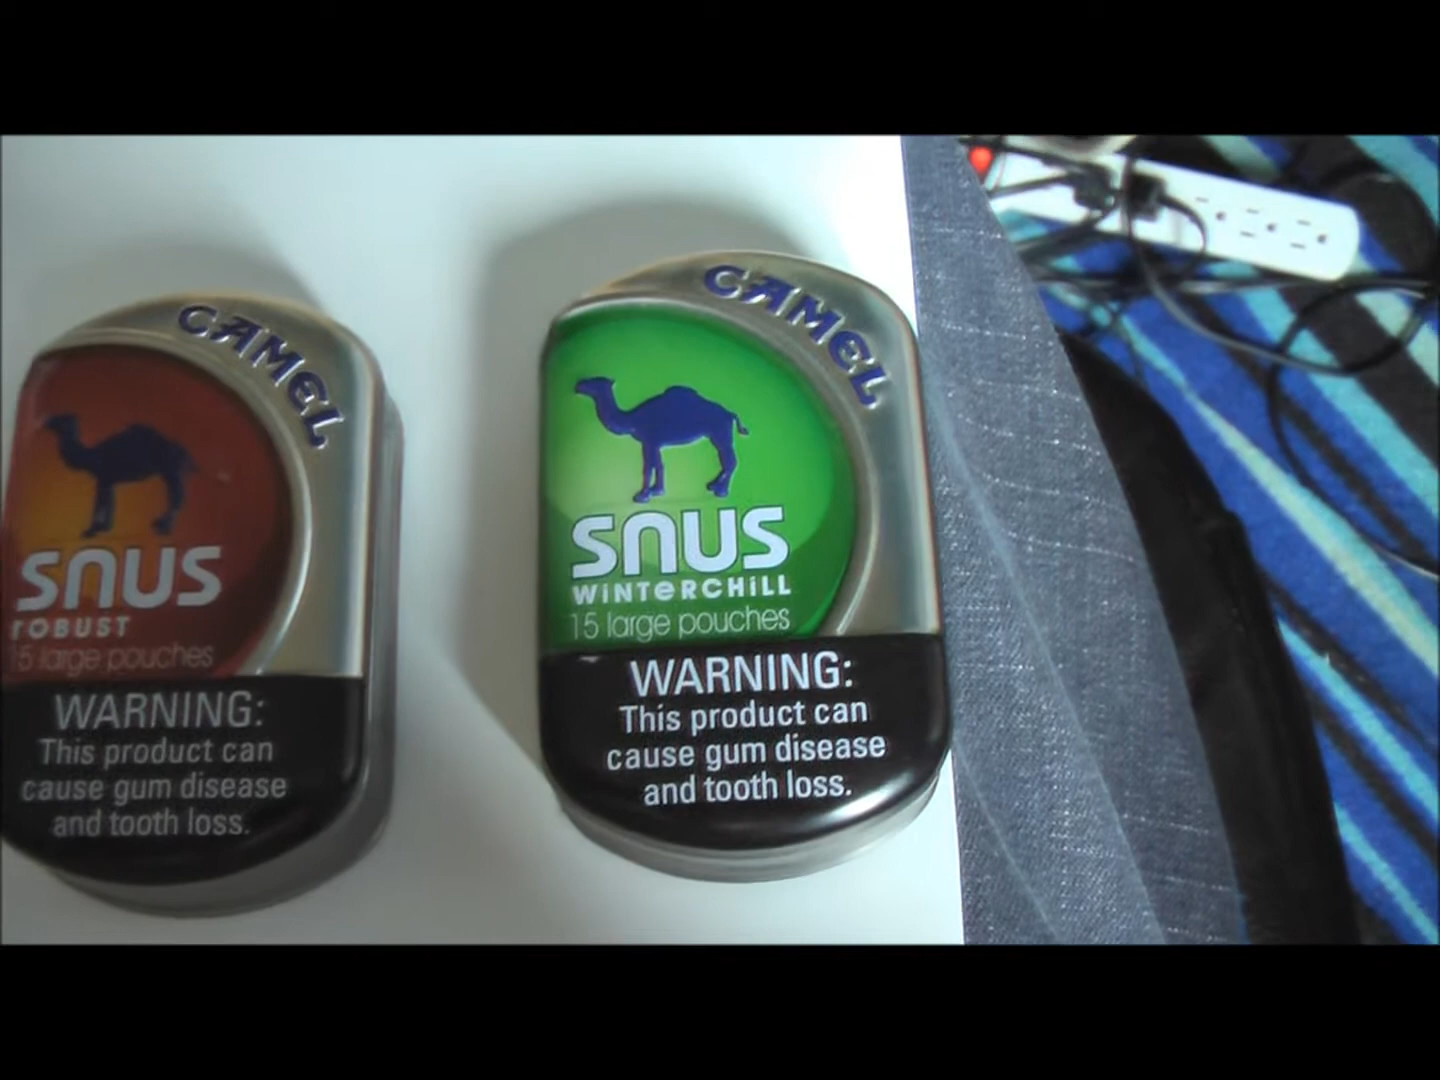 CAMEL
SNUS
ROBUST
15 large pouches
WARNING:
This product can
cause gum disease
and tooth loss.
CAMEL
SNUS
WINTERCHILL
15 large pouches
WARNING:
This product can
cause gum disease
and tooth loss.